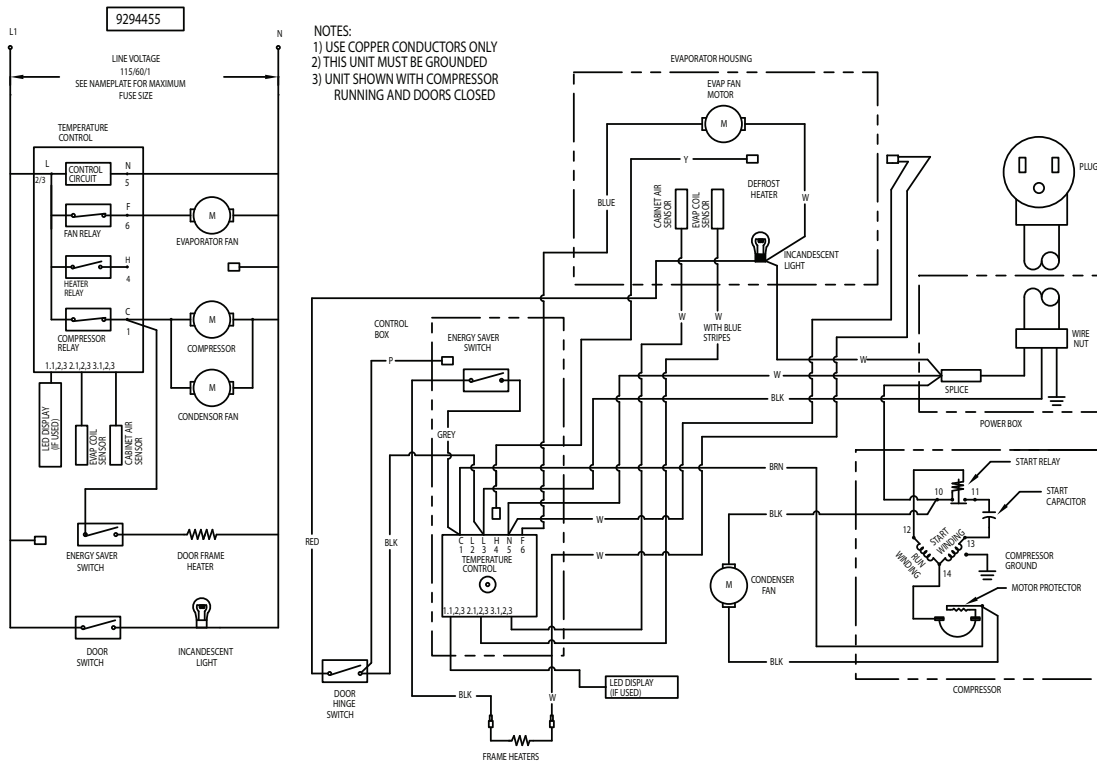 9294455
L1
N
LINE VOLTAGE
115/60/1
SEE NAMEPLATE FOR MAXIMUM
FUSE SIZE
NOTES:
1) USE COPPER CONDUCTORS ONLY
2) THIS UNIT MUST BE GROUNDED
3) UNIT SHOWN WITH COMPRESSOR
RUNNING AND DOORS CLOSED
TEMPERATURE
CONTROL
L
2/3
CONTROL
CIRCUIT
N
5
F
6
FAN RELAY
M
EVAPORATOR FAN
H
4
HEATER
RELAY
C
1
COMPRESSOR
RELAY
M
COMPRESSOR
M
CONDENSOR FAN
1.1,2,3 2.1,2,3 3.1,2,3
LED DISPLAY
(IF USED)
EVAP COIL
SENSOR
CABINET AIR
SENSOR
ENERGY SAVER
SWITCH
DOOR FRAME
HEATER
DOOR
SWITCH
INCANDESCENT
LIGHT
EVAPORATOR HOUSING
EVAP FAN
MOTOR
M
Y
BLUE
DEFROST
HEATER
W
CABINET AIR
SENSOR
EVAP COIL
SENSOR
INCANDESCENT
LIGHT
W
W
WITH BLUE
STRIPES
PLUG
WIRE
NUT
SPLICE
POWER BOX
W
W
BLK
CONTROL
BOX
ENERGY SAVER
SWITCH
P
GREY
RED
BLK
C L L H N F
1 2 3 4 5 6
TEMPERATURE
CONTROL
1.1,2,3 2.1,2,3 3.1,2,3
W
W
BRN
BLK
M
CONDENSER
FAN
BLK
START RELAY
10
11
START
CAPACITOR
12
START
WINDING
13
RUN
WINDING
14
COMPRESSOR
GROUND
MOTOR PROTECTOR
COMPRESSOR
DOOR
HINGE
SWITCH
BLK
W
LED DISPLAY
(IF USED)
FRAME HEATERS